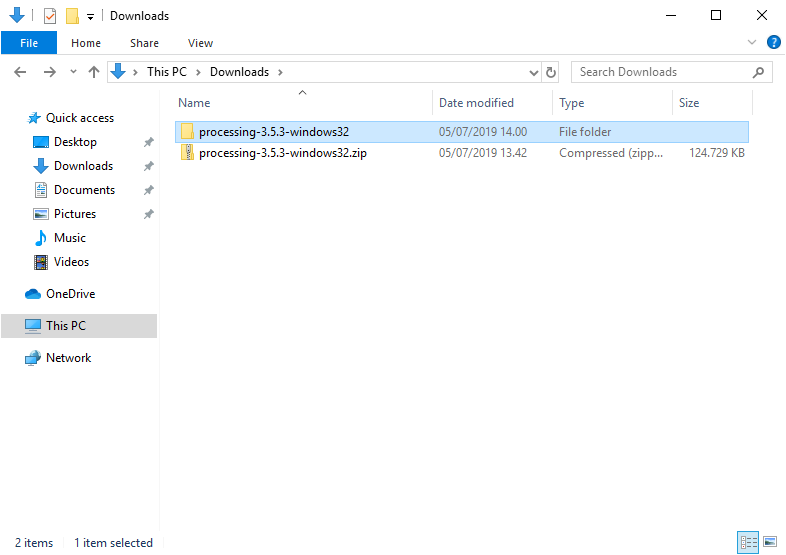 Downloads
File Home Share View
This PC Downloads Search Downloads
Name Date modified Type Size
Quick access
Desktop
Downloads
Documents
Pictures
Music
Videos
OneDrive
This PC
Network
processing-3.5.3-windows32 05/07/2019 14.00 File folder
processing-3.5.3-windows32.zip 05/07/2019 13.42 Compressed (zipp... 124.729 KB
2 items 1 item selected